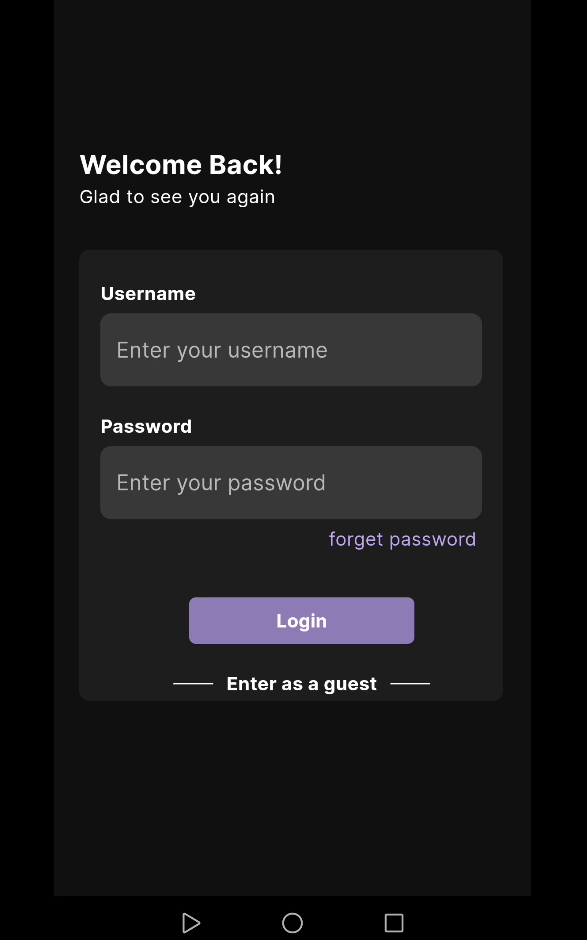 Welcome Back!
Glad to see you again
Username
Enter your username
Password
Enter your password
forget password
Login
Enter as a guest